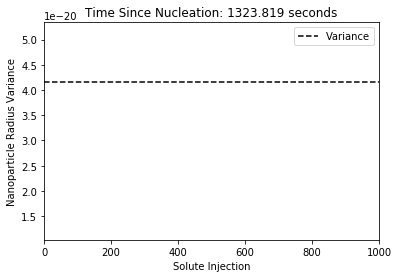 Time Since Nucleation: 1323.819 seconds
1e−20
5.0
4.5
4.0
3.5
3.0
2.5
2.0
1.5
Nanoparticle Radius Variance
Variance
0 200 400 600 800 1000
Solute Injection